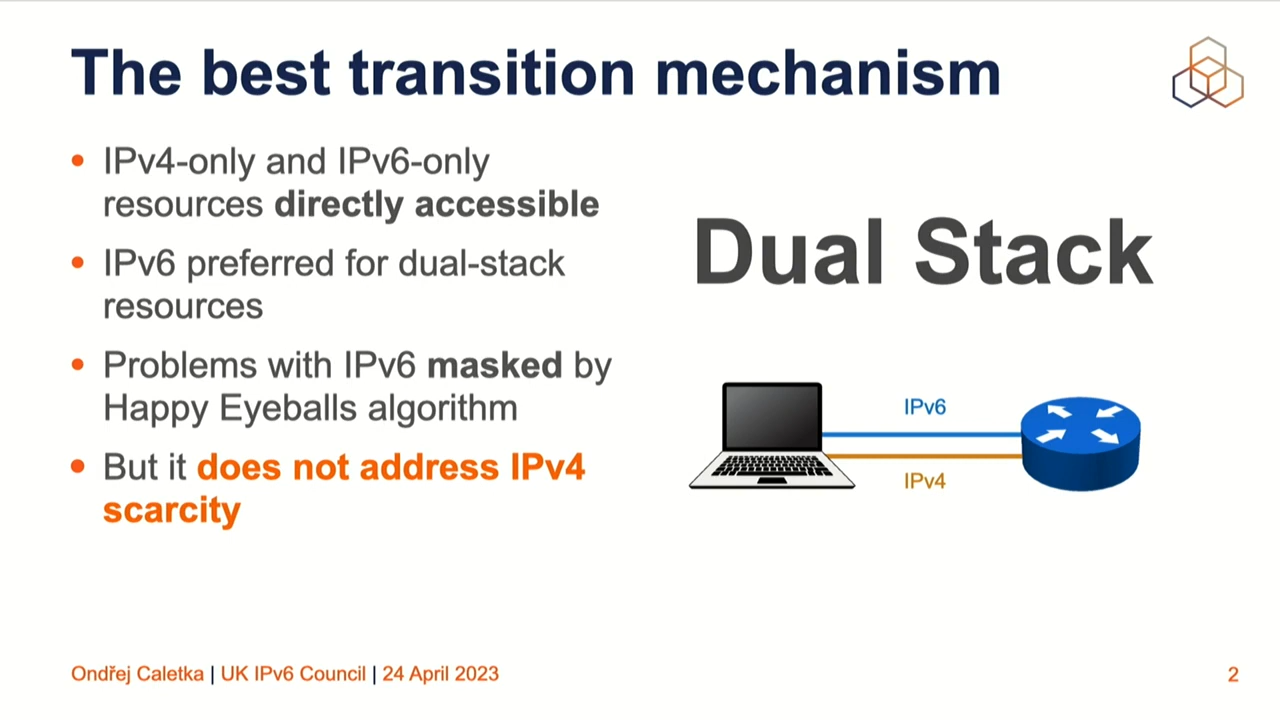 The best transition mechanism
• IPv4-only and IPv6-only
resources directly accessible
• IPv6 preferred for dual-stack
resources
• Problems with IPv6 masked by
Happy Eyeballs algorithm
• But it does not address IPv4
scarcity
Dual Stack
IPv6
IPv4
Ondřej Caletka | UK IPv6 Council | 24 April 2023
2